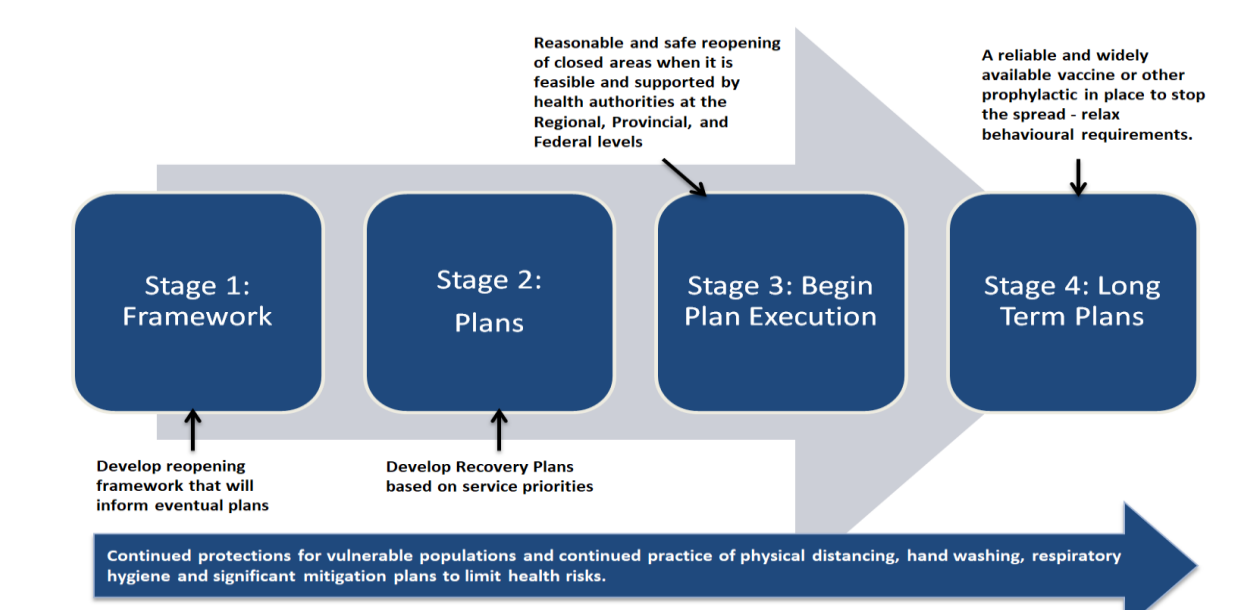 Reasonable and safe reopening
of closed areas when it is
feasible and supported by
health authorities at the
Regional, Provincial, and
Federal levels
A reliable and widely
available vaccine or other
prophylactic in place to stop
the spread - relax
behavioural requirements.
Stage 1:
Framework
Stage 2:
Plans
Stage 3: Begin
Plan Execution
Stage 4: Long
Term Plans
Develop reopening
framework that will
inform eventual plans
Develop Recovery Plans
based on service priorities
Continued protections for vulnerable populations and continued practice of physical distancing, hand washing, respiratory
hygiene and significant mitigation plans to limit health risks.